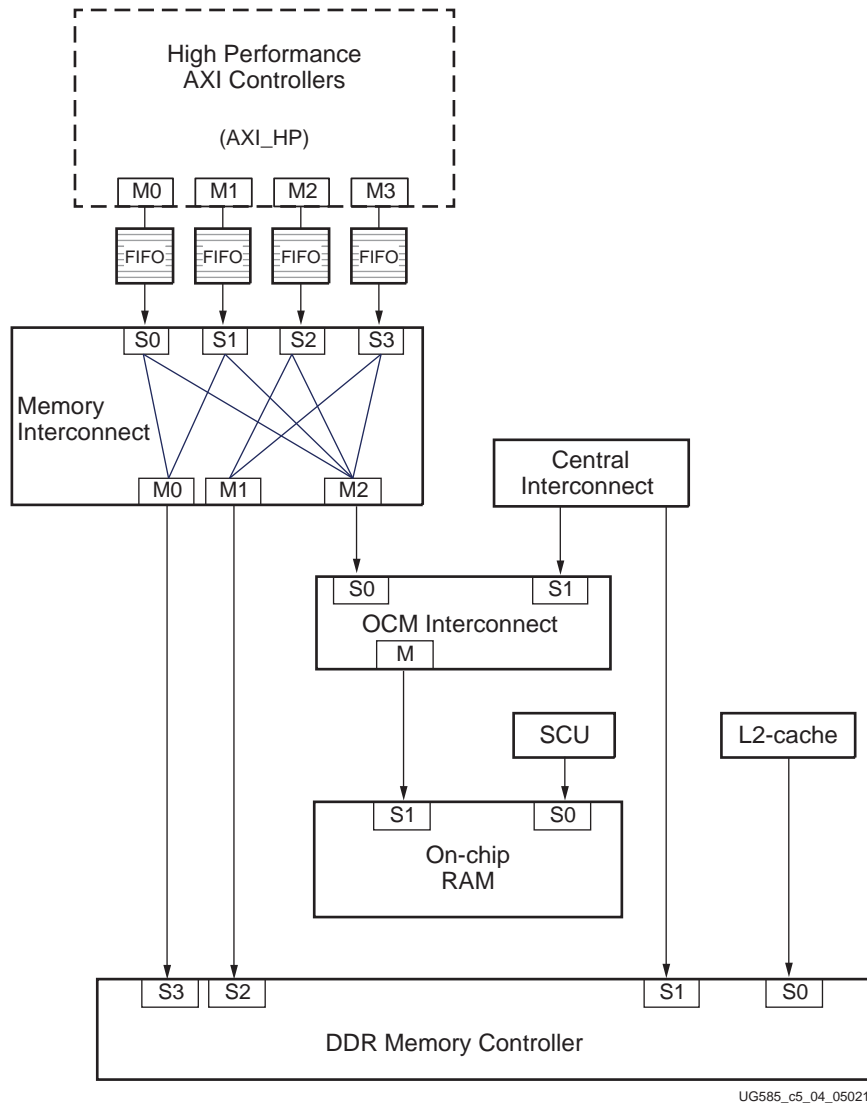 High Performance
AXI Controllers
(AXI_HP)
M0 M1 M2 M3
FIFO FIFO FIFO FIFO
S0 S1 S2 S3
Memory
Interconnect
M0 M1 M2
Central
Interconnect
S0 S1
OCM Interconnect
M
SCU
L2-cache
S1 S0
On-chip
RAM
S3 S2 S1 S0
DDR Memory Controller
UG585_c5_04_05021